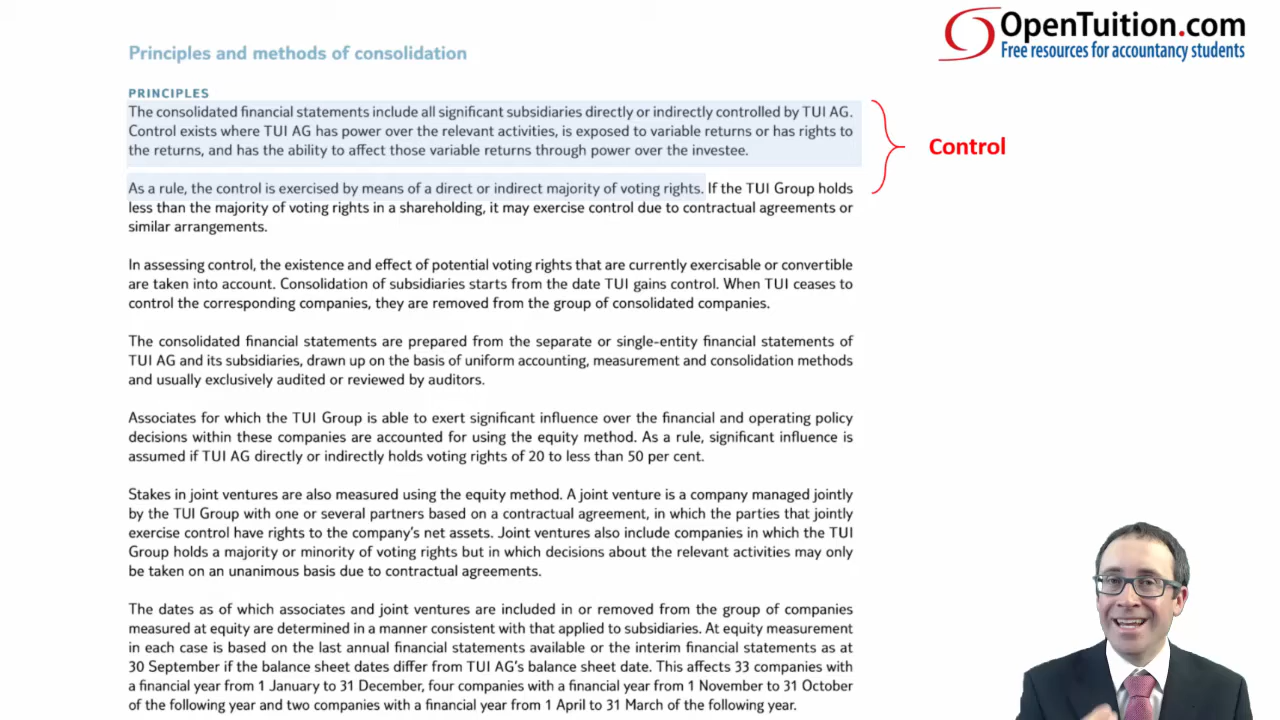 OpenTuition.com
Free resources for accountancy students
Principles and methods of consolidation
PRINCIPLES
The consolidated financial statements include all significant subsidiaries directly or indirectly controlled by TUI AG.
Control exists where TUI AG has power over the relevant activities, is exposed to variable returns or has rights to
the returns, and has the ability to affect those variable returns through power over the investee.
Control
As a rule, the control is exercised by means of a direct or indirect majority of voting rights. If the TUI Group holds
less than the majority of voting rights in a shareholding, it may exercise control due to contractual agreements or
similar arrangements.
In assessing control, the existence and effect of potential voting rights that are currently exercisable or convertible
are taken into account. Consolidation of subsidiaries starts from the date TUI gains control. When TUI ceases to
control the corresponding companies, they are removed from the group of consolidated companies.
The consolidated financial statements are prepared from the separate or single-entity financial statements of
TUI AG and its subsidiaries, drawn up on the basis of uniform accounting, measurement and consolidation methods
and usually exclusively audited or reviewed by auditors.
Associates for which the TUI Group is able to exert significant influence over the financial and operating policy
decisions within these companies are accounted for using the equity method. As a rule, significant influence is
assumed if TUI AG directly or indirectly holds voting rights of 20 to less than 50 per cent.
Stakes in joint ventures are also measured using the equity method. A joint venture is a company managed jointly
by the TUI Group with one or several partners based on a contractual agreement, in which the parties that jointly
exercise control have rights to the company's net assets. Joint ventures also include companies in which the TUI
Group holds a majority or minority of voting rights but in which decisions about the relevant activities may only
be taken on an unanimous basis due to contractual agreements.
The dates as of which associates and joint ventures are included in or removed from the group of companies
measured at equity are determined in a manner consistent with that applied to subsidiaries. At equity measurement
in each case is based on the last annual financial statements available or the interim financial statements as at
30 September if the balance sheet dates differ from TUI AG's balance sheet date. This affects 33 companies with
a financial year from 1 January to 31 December, four companies with a financial year from 1 November to 31 October
of the following year and two companies with a financial year from 1 April to 31 March of the following year.